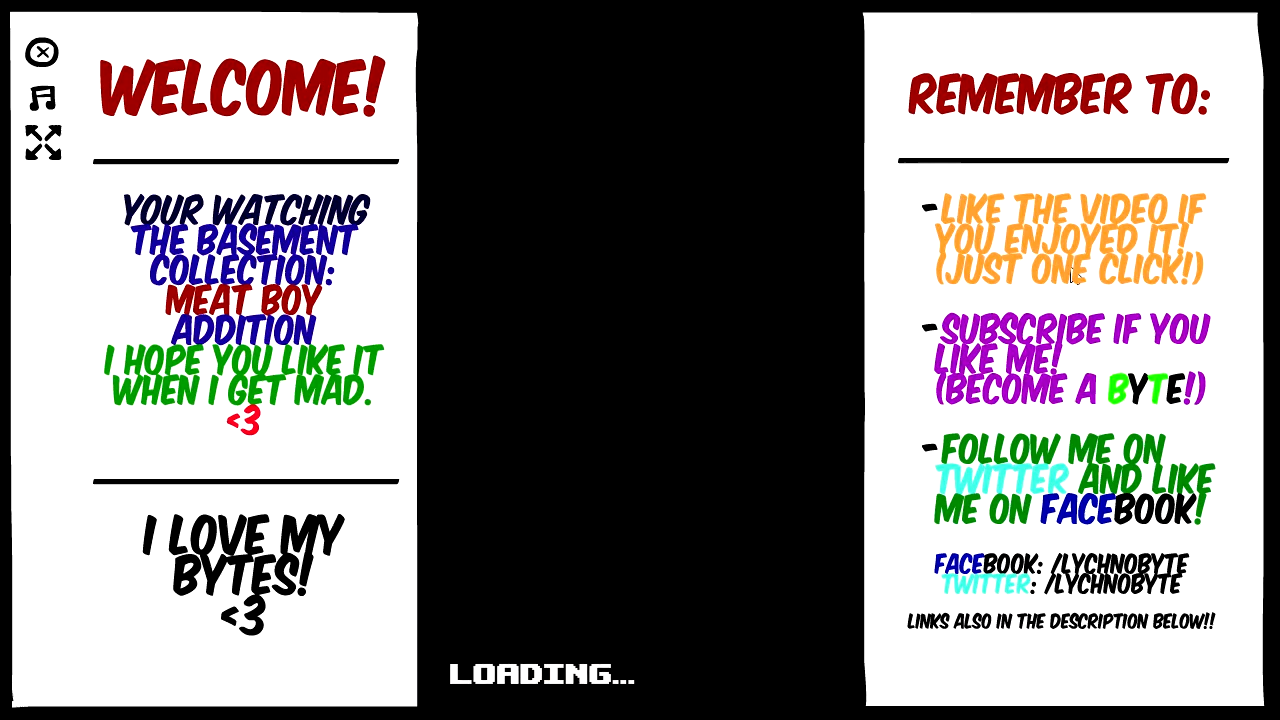 WELCOME!
YOUR WATCHING
THE BASEMENT
COLLECTION:
MEAT BOY
ADDITION
I HOPE YOU LIKE IT
WHEN I GET MAD.
<3
I LOVE MY
BYTES!
<3
LOADING...
REMEMBER TO:
-LIKE THE VIDEO IF
YOU ENJOYED IT!
(JUST ONE CLICK!)
-SUBSCRIBE IF YOU
LIKE ME!
(BECOME A BYTE!)
-FOLLOW ME ON
TWITTER AND LIKE
ME ON FACEBOOK!
FACEBOOK: /LYCHNOBYTE
TWITTER: /LYCHNOBYTE
LINKS ALSO IN THE DESCRIPTION BELOW!!